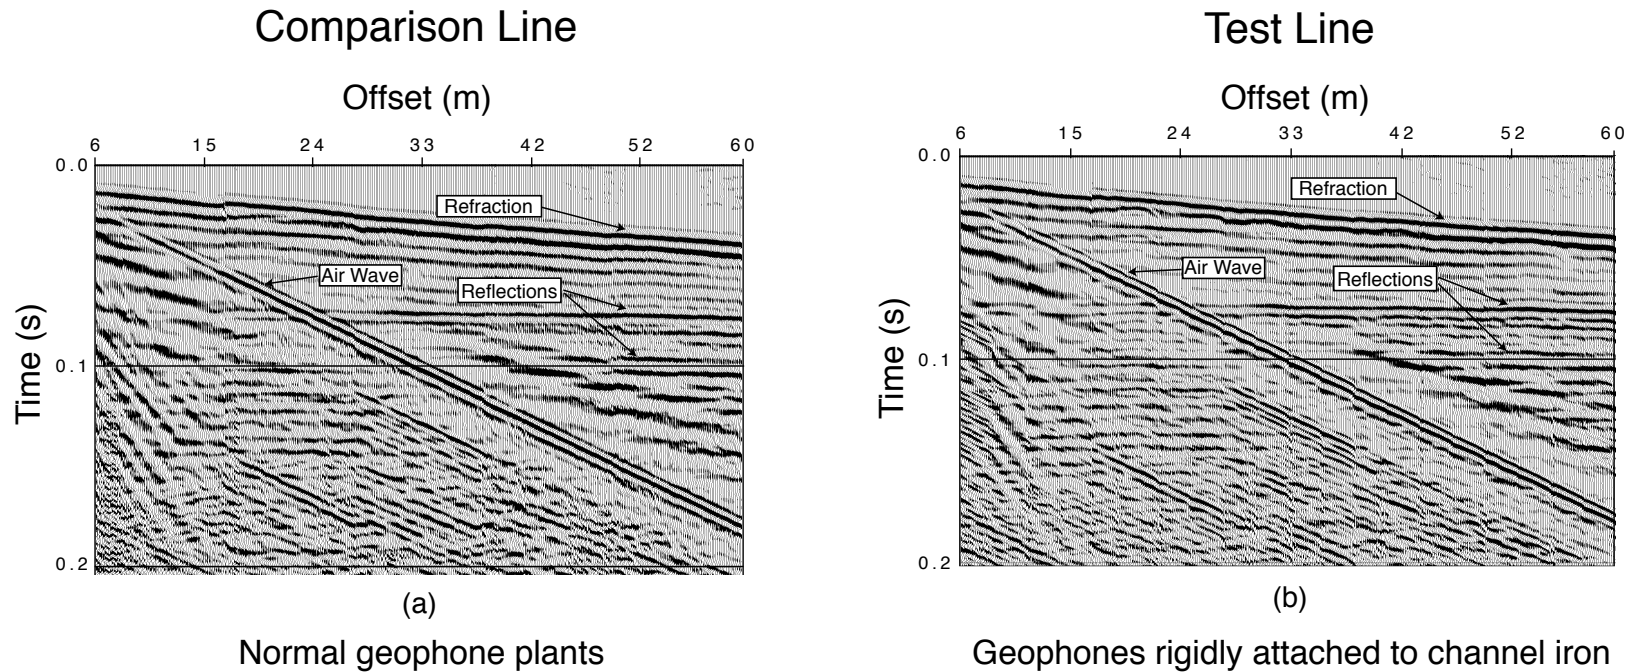 Comparison Line
Offset (m)
6 15 24 33 42 52 60
0.0
Refraction
Air Wave
Reflections
Time (s)
0.1
0.2
(a)
Normal geophone plants
Test Line
Offset (m)
6 15 24 33 42 52 60
0.0
Refraction
Air Wave
Reflections
Time (s)
0.1
0.2
(b)
Geophones rigidly attached to channel iron